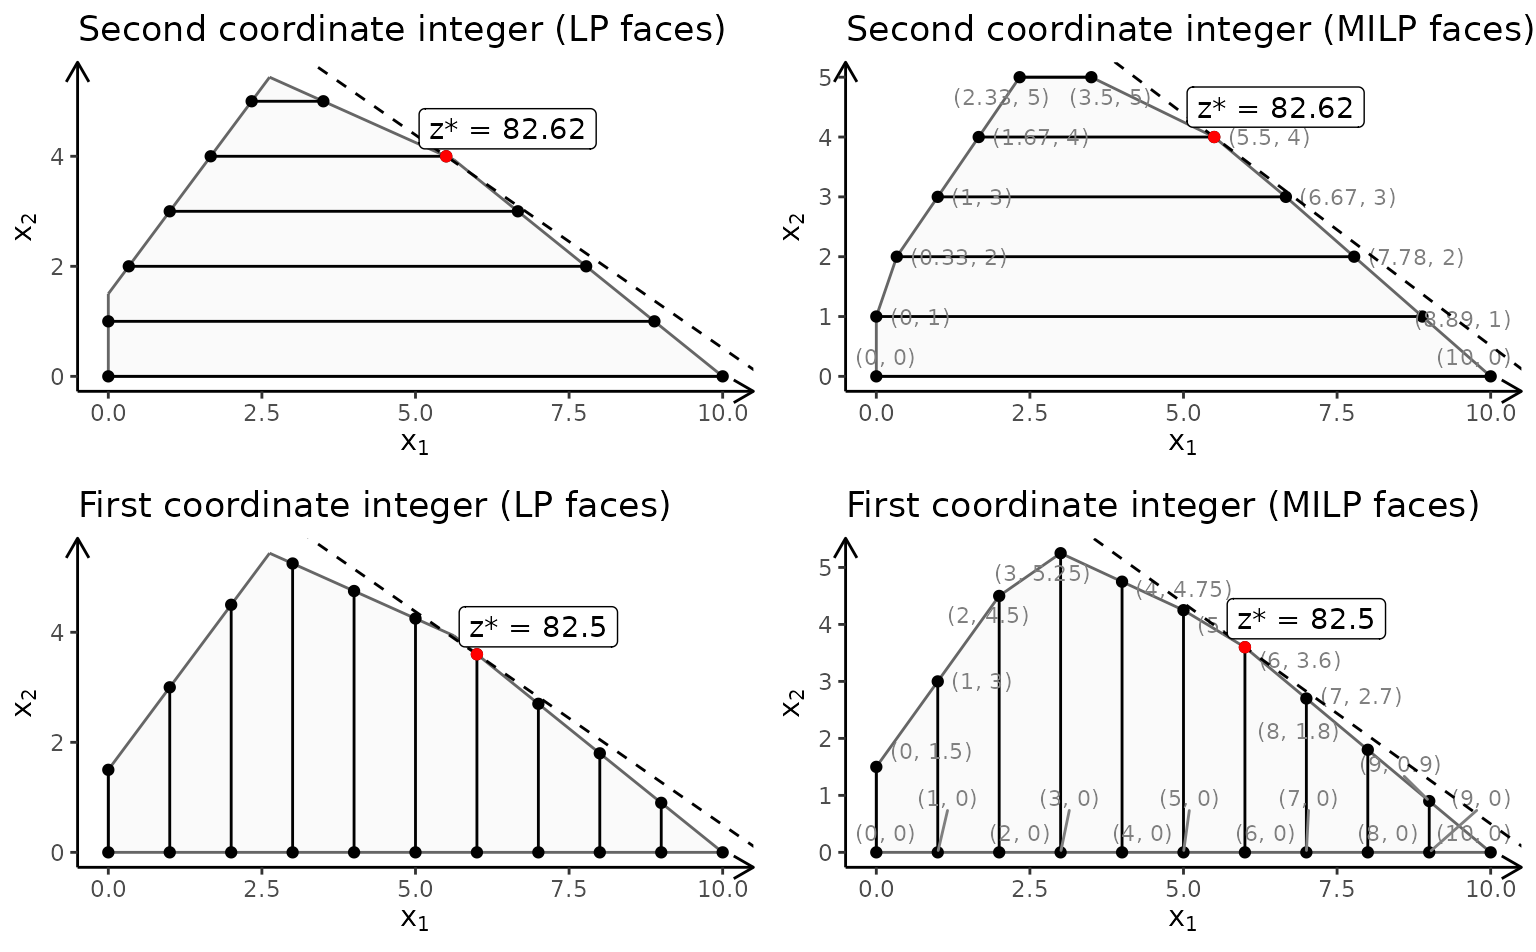 Second coordinate integer (LP faces)
z* = 82.62
4
2
0
x2
0.0 2.5 5.0 7.5 10.0
x1
Second coordinate integer (MILP faces)
5
4
3
2
1
0
x2
(2.33, 5) (3.5, 5)
z* = 82.62
(1.67, 4) (5.5, 4)
(1, 3) (6.67, 3)
(0.33, 2) (7.78, 2)
(0, 1) (8.89, 1)
(0, 0) (10, 0)
0.0 2.5 5.0 7.5 10.0
x1
First coordinate integer (LP faces)
z* = 82.5
4
2
0
x2
0.0 2.5 5.0 7.5 10.0
x1
First coordinate integer (MILP faces)
5
4
3
2
1
0
x2
(3, 5.25)
(4, 4.75)
(2, 4.5) (5
z* = 82.5
(6, 3.6)
(1, 3) (7, 2.7)
(8, 1.8)
(0, 1.5) (9, 0.9)
(1, 0) (3, 0) (5, 0) (7, 0) (9, 0)
(0, 0) (2, 0) (4, 0) (6, 0) (8, 0) (10, 0)
0.0 2.5 5.0 7.5 10.0
x1